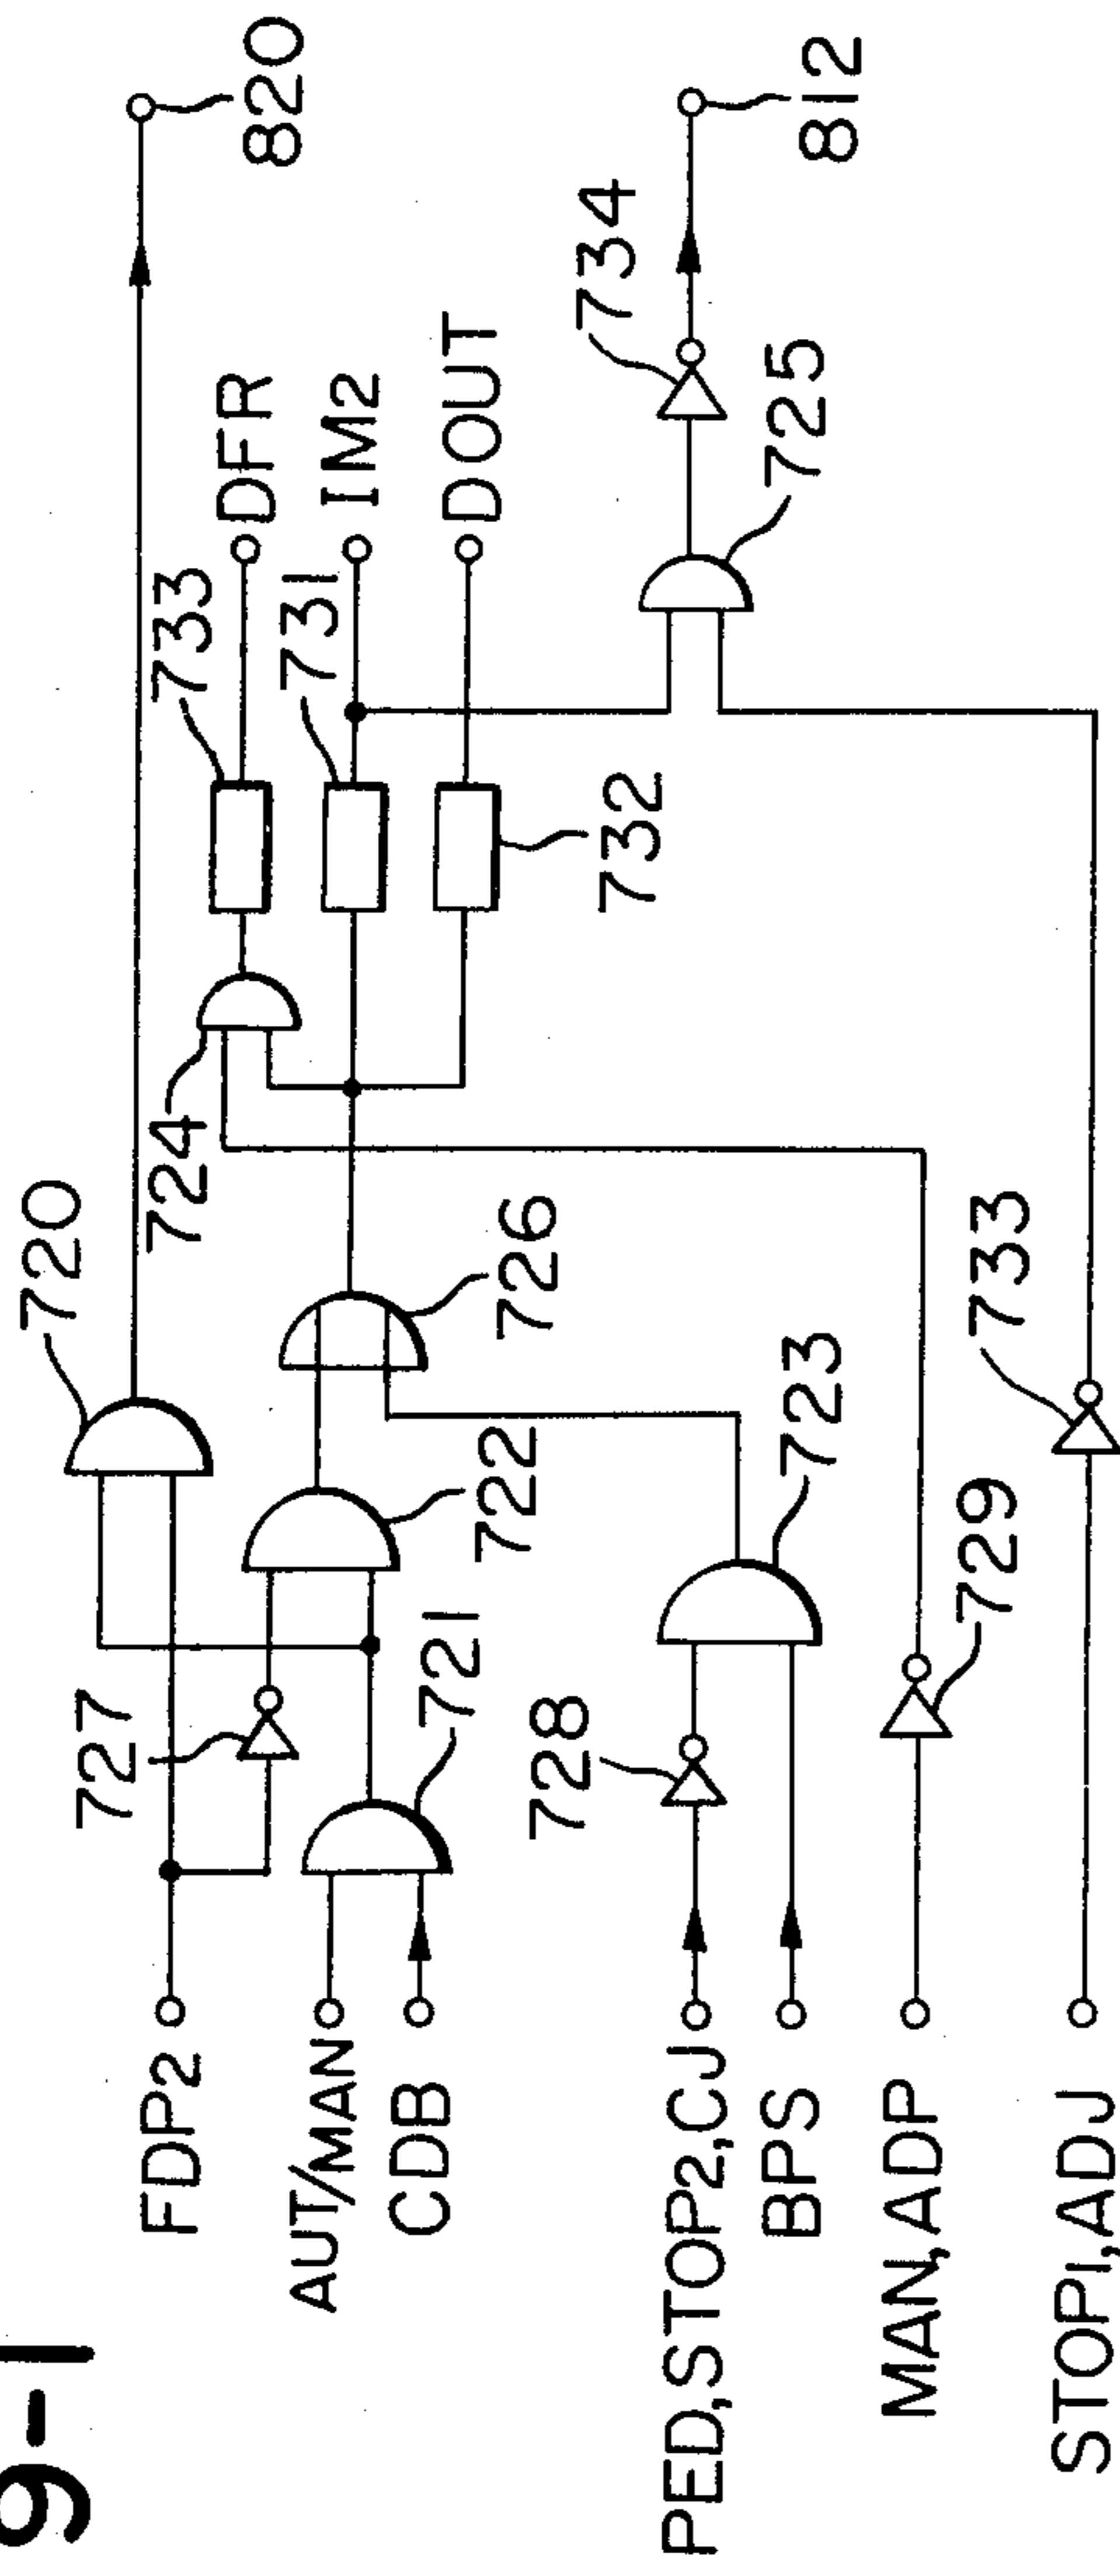 9-1
FDP2
AUT/MAN
CDB
PED,STOP2,CJ
BPS
MAN,ADP
STOP1,ADJ
727
721
728
729
720
722
723
733
726
724
733
731
732
DFR
IM2
DOUT
725
734
820
812